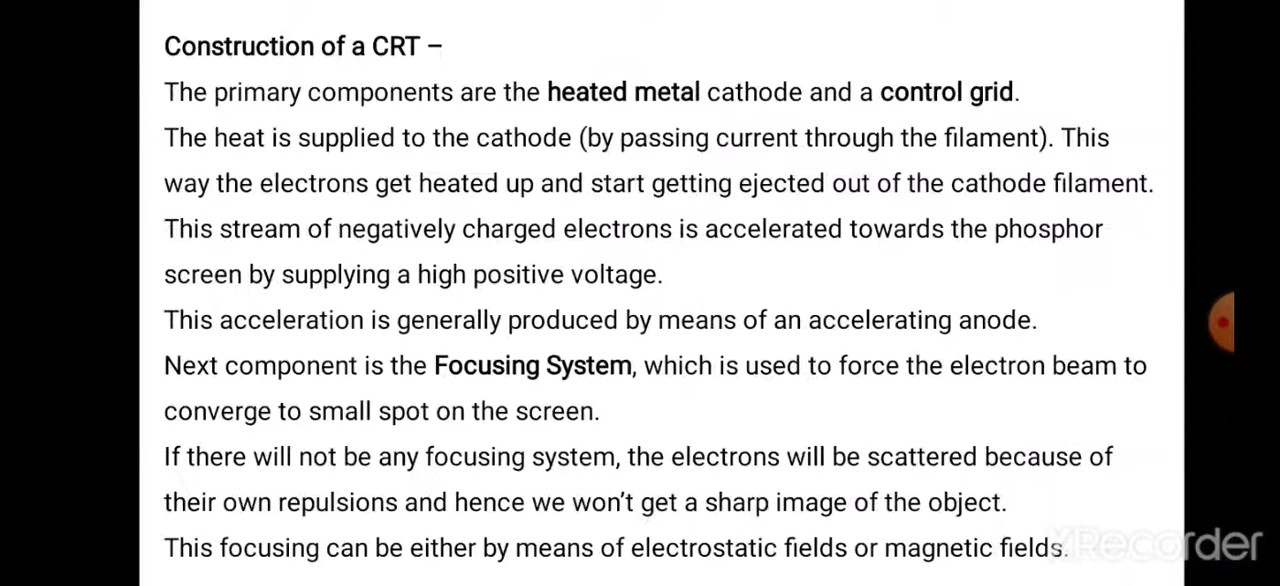 Construction of a CRT –
The primary components are the heated metal cathode and a control grid.
The heat is supplied to the cathode (by passing current through the filament). This
way the electrons get heated up and start getting ejected out of the cathode filament.
This stream of negatively charged electrons is accelerated towards the phosphor
screen by supplying a high positive voltage.
This acceleration is generally produced by means of an accelerating anode.
Next component is the Focusing System, which is used to force the electron beam to
converge to small spot on the screen.
If there will not be any focusing system, the electrons will be scattered because of
their own repulsions and hence we won’t get a sharp image of the object.
This focusing can be either by means of electrostatic fields or magnetic fields.
XRecorder